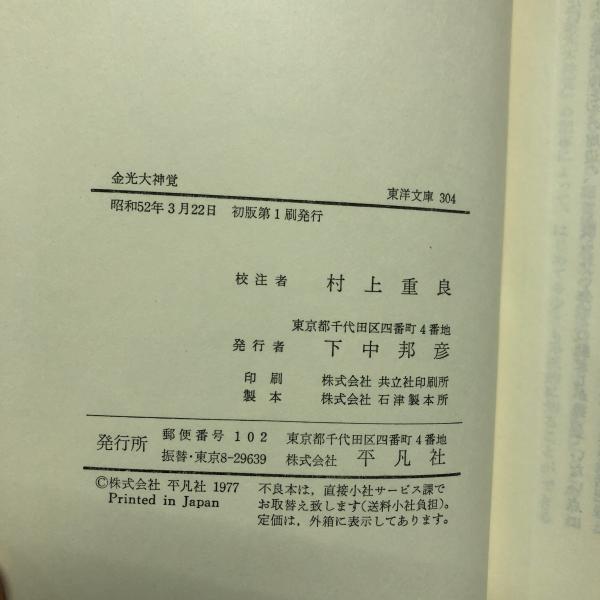 金光大神覚
東洋文庫 304
昭和52年3月22日 初版第1刷発行
校注者 村上重良
東京都千代田区四番町4番地
発行者 下中邦彦
印刷 株式会社 共立社印刷所
製本 株式会社 石津製本所
発行所 郵便番号 102 東京都千代田区四番町4番地
振替・東京8-29639 株式会社 平凡社
©株式会社 平凡社 1977
Printed in Japan
不良本は,直接小社サービス課で
お取替え致します(送料小社負担)。
定価は,外箱に表示してあります。